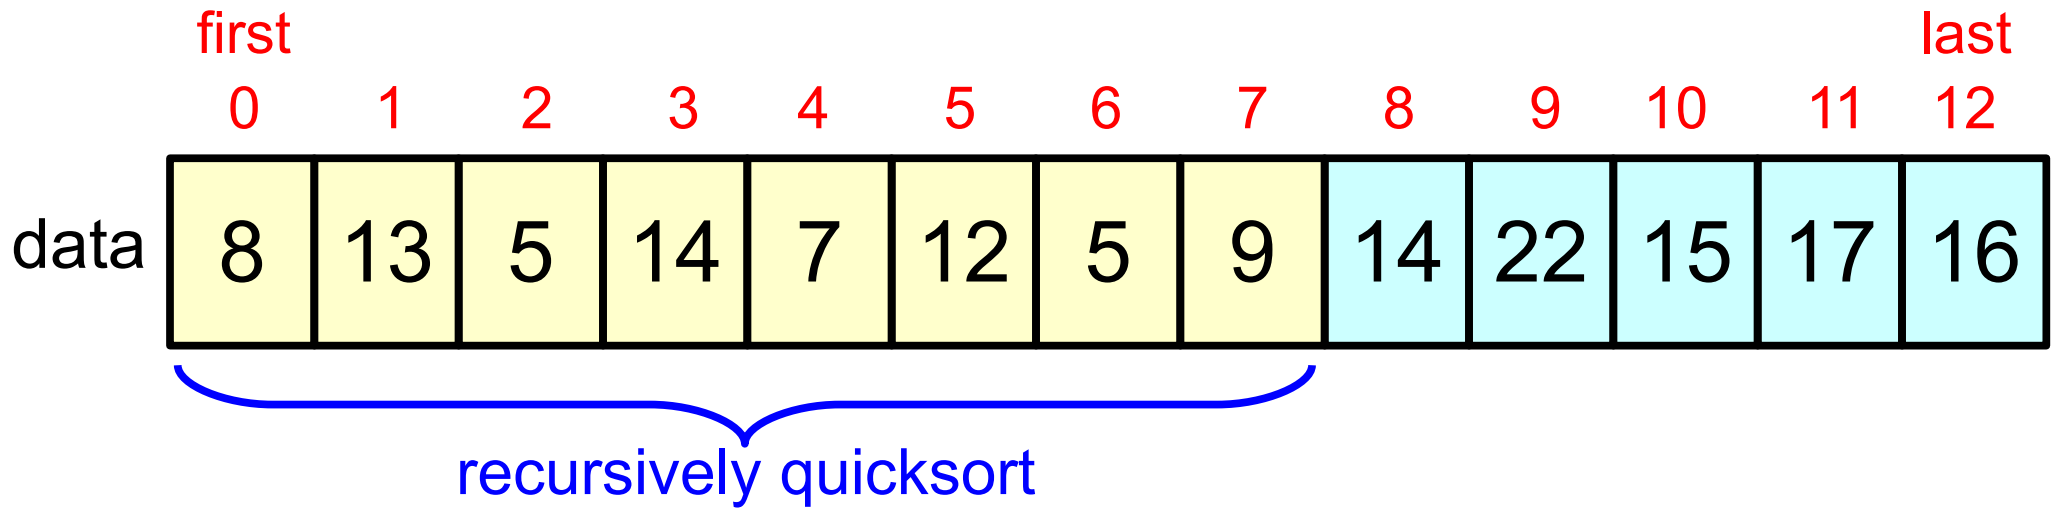 first last
0 1 2 3 4 5 6 7 8 9 10 11 12
data 8 13 5 14 7 12 5 9 14 22 15 17 16
recursively quicksort